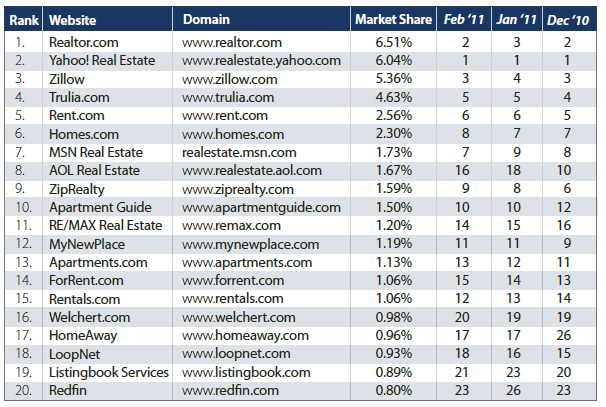 Rank Website Domain Market Share Feb '11 Jan '11 Dec '10
1. Realtor.com www.realtor.com 6.51% 2 3 2
2. Yahoo! Real Estate www.realestate.yahoo.com 6.04% 1 1 1
3. Zillow www.zillow.com 5.36% 3 4 3
4. Trulia.com www.trulia.com 4.63% 5 5 4
5. Rent.com www.rent.com 2.56% 6 6 5
6. Homes.com www.homes.com 2.30% 8 7 7
7. MSN Real Estate realestate.msn.com 1.73% 7 9 8
8. AOL Real Estate www.realestate.aol.com 1.67% 16 18 10
9. ZipRealty www.ziprealty.com 1.59% 9 8 6
10. Apartment Guide www.apartmentguide.com 1.50% 10 10 12
11. RE/MAX Real Estate www.remax.com 1.20% 14 15 16
12. MyNewPlace www.mynewplace.com 1.19% 11 11 9
13. Apartments.com www.apartments.com 1.13% 13 12 11
14. ForRent.com www.forrent.com 1.06% 15 14 13
15. Rentals.com www.rentals.com 1.06% 12 13 14
16. Welchert.com www.welchert.com 0.98% 20 19 19
17. HomeAway www.homeaway.com 0.96% 17 17 26
18. LoopNet www.loopnet.com 0.93% 18 16 15
19. Listingbook Services www.listingbook.com 0.89% 21 23 20
20. Redfin www.redfin.com 0.80% 23 26 23